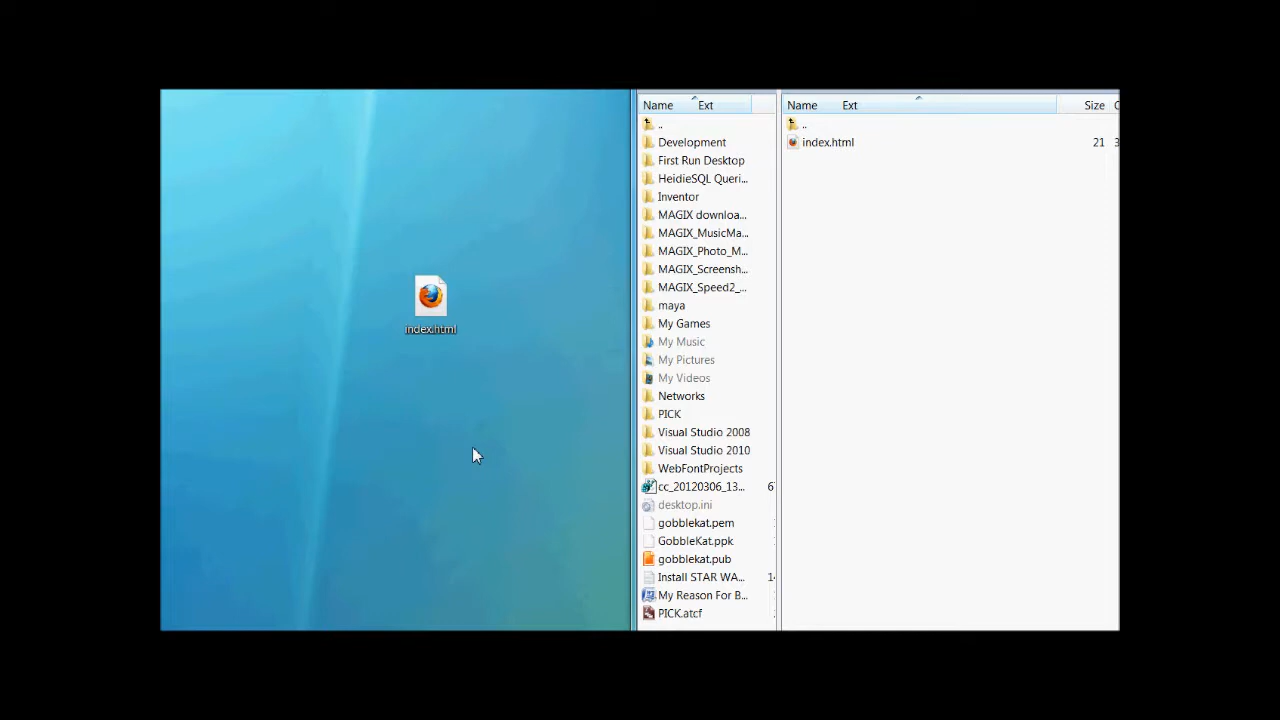 index.html
Name Ext
..
Development
First Run Desktop
HeidieSQL Queri...
Inventor
MAGIX downloa...
MAGIX_MusicMa...
MAGIX_Photo_M...
MAGIX_Screensh...
MAGIX_Speed2_...
maya
My Games
My Music
My Pictures
My Videos
Networks
PICK
Visual Studio 2008
Visual Studio 2010
WebFontProjects
cc_20120306_13...
desktop.ini
gobblekat.pem
GobbleKat.ppk
gobblekat.pub
Install STAR WA...
My Reason For B...
PICK.atcf
Name Ext Size
..
index.html 21